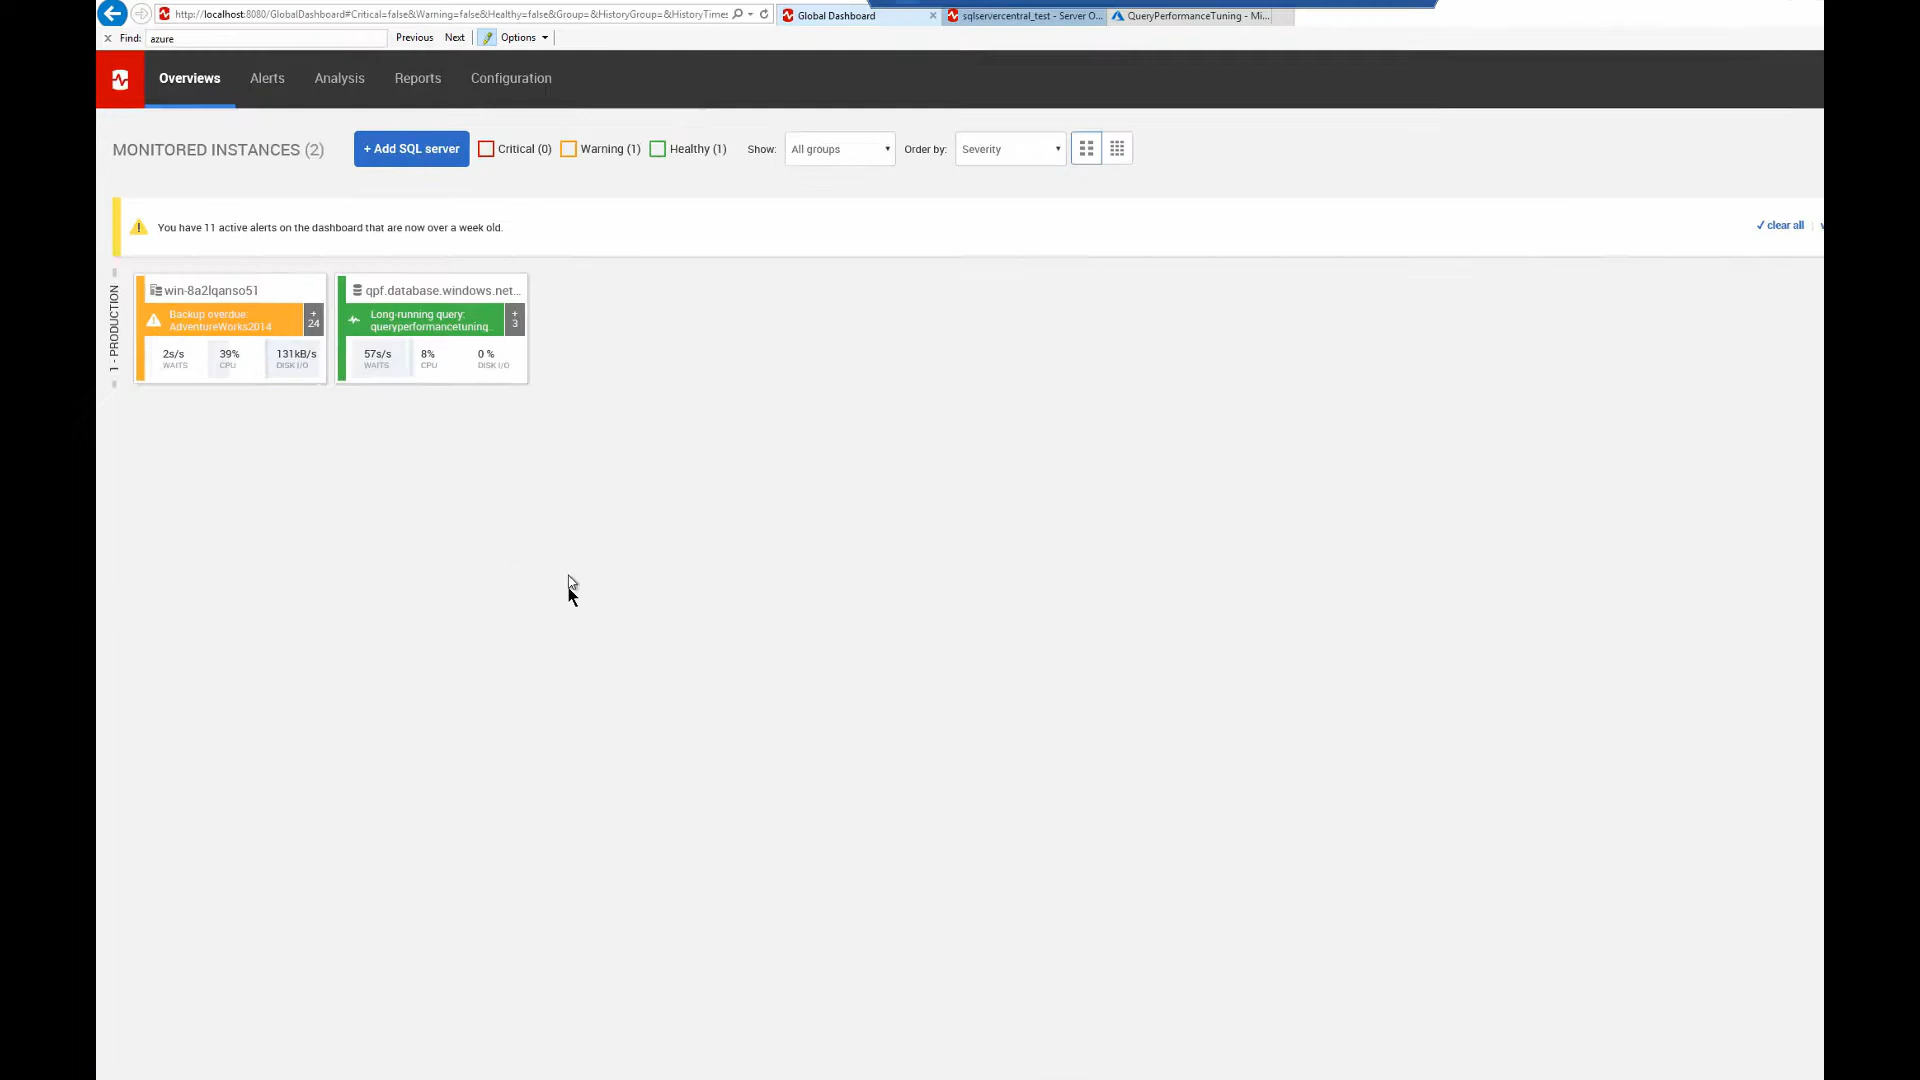 http://localhost:8080/GlobalDashboard#Critical=false&Warning=false&Healthy=false&Group=&HistoryGroup=&HistoryTime:
Global Dashboard
sqlservercentral_test - Server O...
QueryPerformanceTuning - Mi...
Find: azure
Previous
Next
Options
Overviews
Alerts
Analysis
Reports
Configuration
MONITORED INSTANCES (2)
+ Add SQL server
Critical (0)
Warning (1)
Healthy (1)
Show: All groups
Order by: Severity
You have 11 active alerts on the dashboard that are now over a week old.
clear all
1 - PRODUCTION
win-8a2lqanso51
Backup overdue:
AdventureWorks2014
+
24
2s/s
WAITS
39%
CPU
131kB/s
DISK I/O
qpf.database.windows.net...
Long-running query:
queryperformancetuning...
+
3
57s/s
WAITS
8%
CPU
0 %
DISK I/O